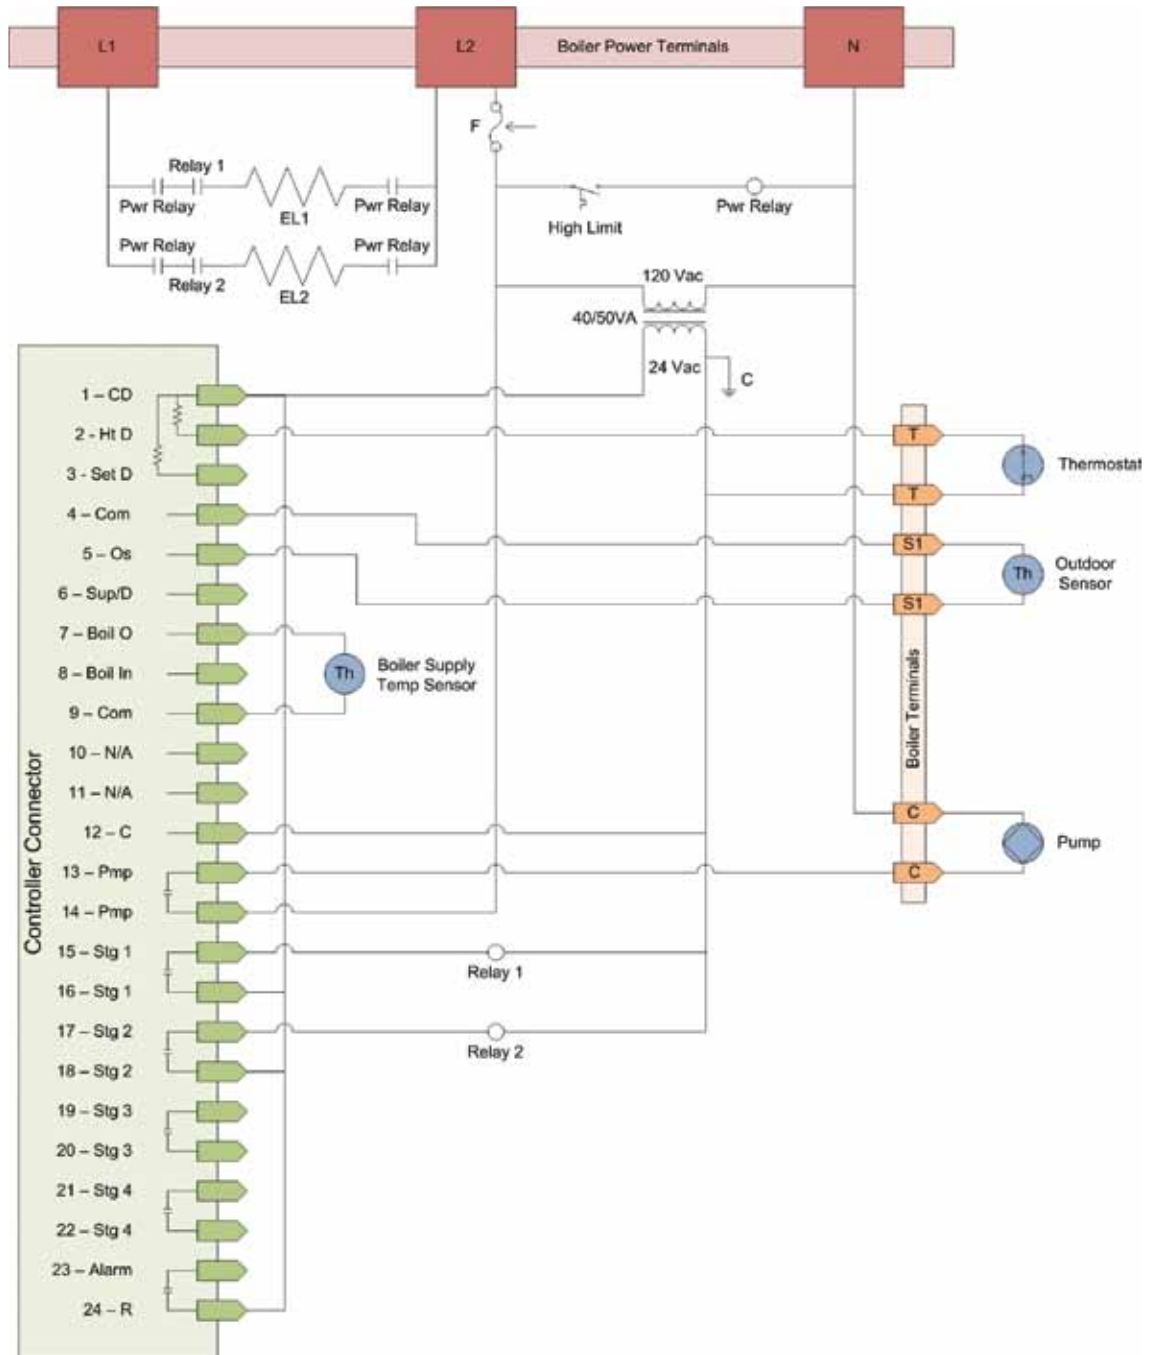 L1
L2
Boiler Power Terminals
N
F
Relay 1
Pwr Relay
EL1
Pwr Relay
Pwr Relay
High Limit
Pwr Relay
Pwr Relay
Relay 2
EL2
120 Vac
40/50VA
24 Vac
C
1 – CD
2 - Ht D
3 - Set D
4 – Com
5 – Os
6 – Sup/D
7 – Boil O
8 – Boil In
9 – Com
10 – N/A
11 – N/A
12 – C
13 – Pmp
14 – Pmp
15 – Stg 1
16 – Stg 1
17 – Stg 2
18 – Stg 2
19 – Stg 3
20 – Stg 3
21 – Stg 4
22 – Stg 4
23 – Alarm
24 – R
Controller Connector
Th
Boiler Supply
Temp Sensor
Relay 1
Relay 2
T
T
Thermostat
S1
S1
Th
Outdoor
Sensor
Boiler Terminals
C
C
Pump